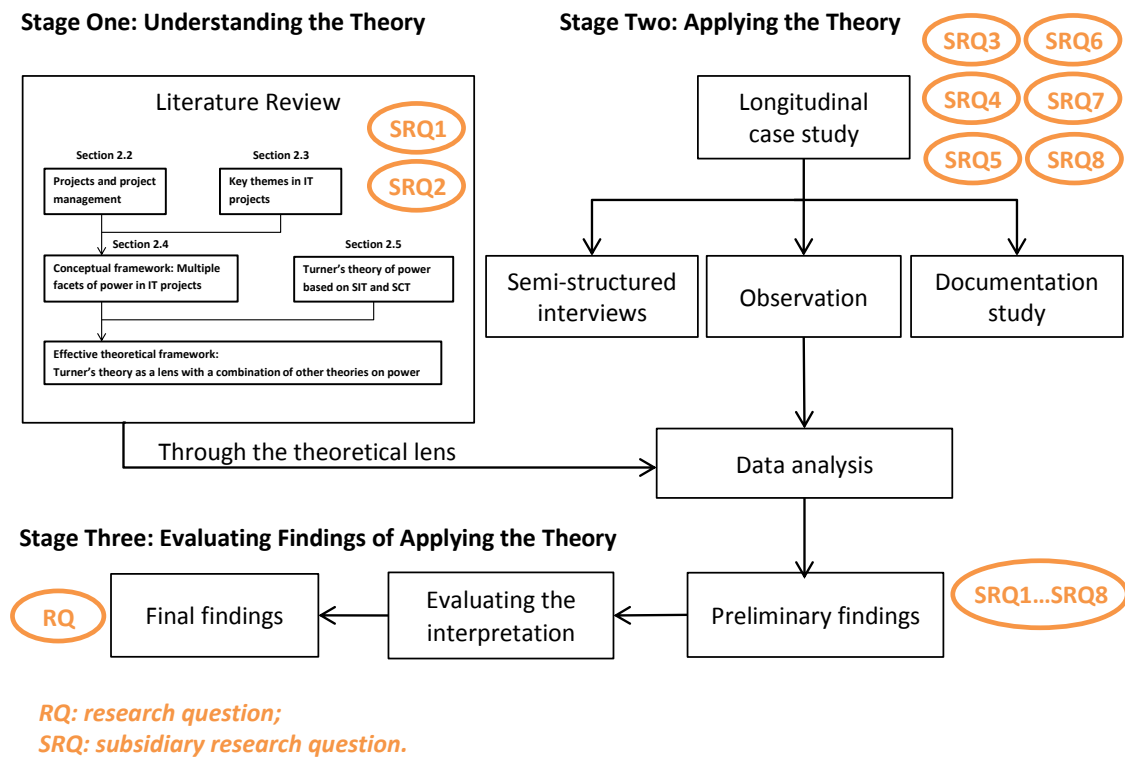 Stage One: Understanding the Theory
Literature Review
SRQ1
SRQ2
Section 2.2
Projects and project
management
Section 2.3
Key themes in IT
projects
Section 2.4
Conceptual framework: Multiple
facets of power in IT projects
Section 2.5
Turner's theory of power
based on SIT and SCT
Effective theoretical framework:
Turner's theory as a lens with a combination of other theories on power
Through the theoretical lens
Stage Two: Applying the Theory
SRQ3
SRQ6
SRQ4
SRQ7
SRQ5
SRQ8
Longitudinal
case study
Semi-structured
interviews
Observation
Documentation
study
Data analysis
Stage Three: Evaluating Findings of Applying the Theory
RQ
Final findings
Evaluating the
interpretation
Preliminary findings
SRQ1...SRQ8
RQ: research question;
SRQ: subsidiary research question.